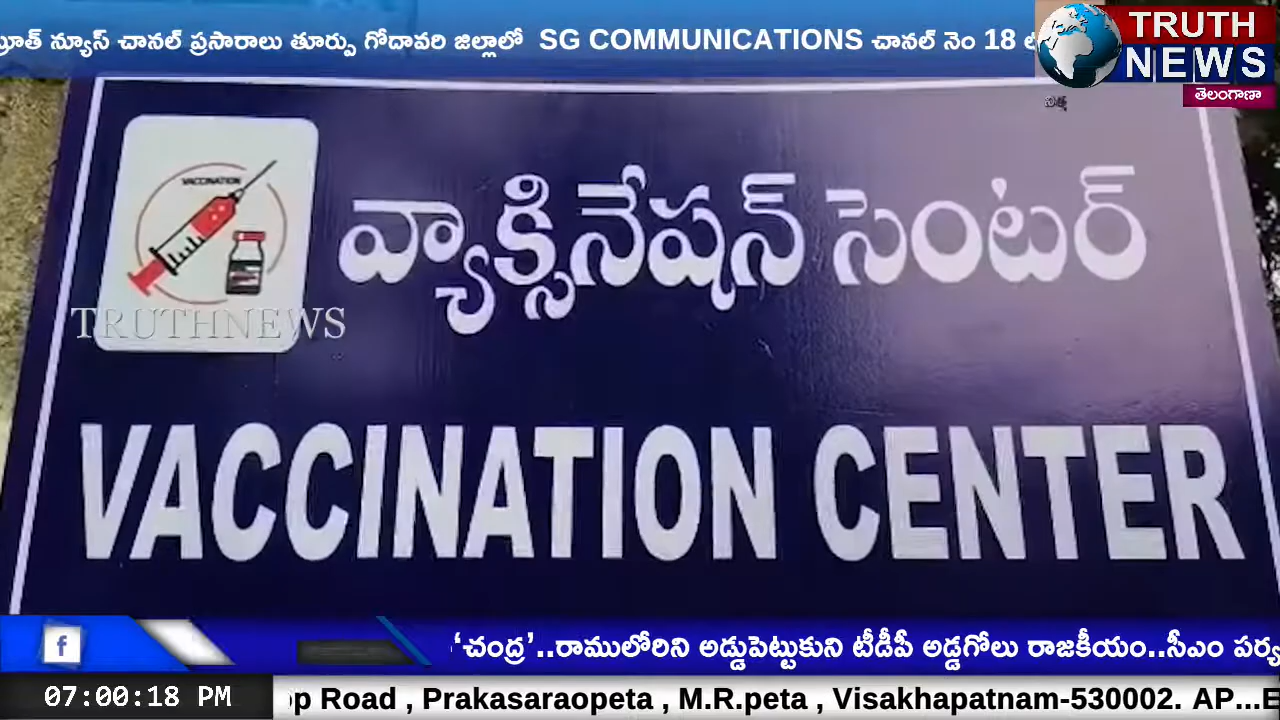 న్యూస్ చానల్ ప్రసారాలు తూర్పు గోదావరి జిల్లాలో SG COMMUNICATIONS చానల్ నెం 18
TRUTH
NEWS
తెలంగాణా
VACCINATION
వ్యాక్సినేషన్ సెంటర్
TRUTHNEWS
VACCINATION CENTER
f
‘చంద్ర’..రాములోరిని అడ్డుపెట్టుకుని టీడీపీ అడ్డగోలు రాజకీయం..సీఎం
07:00:18 PM
Road , Prakasaraopeta , M.R.peta , Visakhapatnam-530002. AP...